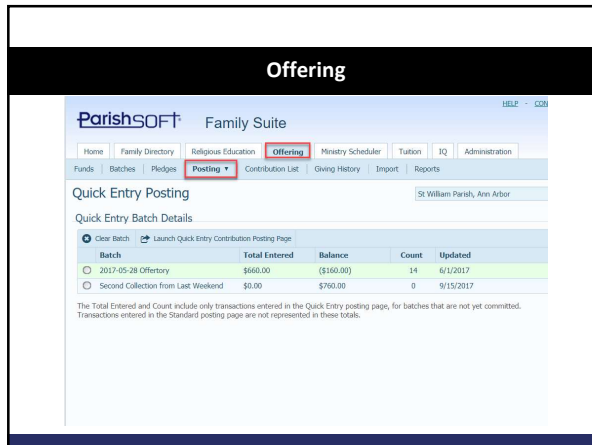 Offering
HELP - CON
ParishSOFT Family Suite
Home Family Directory Religious Education Offering Ministry Scheduler Tuition IQ Administration
Funds Batches Pledges Posting ▾ Contribution List Giving History Import Reports
Quick Entry Posting St William Parish, Ann Arbor
Quick Entry Batch Details
Clear Batch Launch Quick Entry Contribution Posting Page
Batch Total Entered Balance Count Updated
2017-05-28 Offertory $660.00 ($160.00) 14 6/1/2017
Second Collection from Last Weekend $0.00 $760.00 0 9/15/2017
The Total Entered and Count include only transactions entered in the Quick Entry posting page, for batches that are not yet committed.
Transactions entered in the Standard posting page are not represented in these totals.